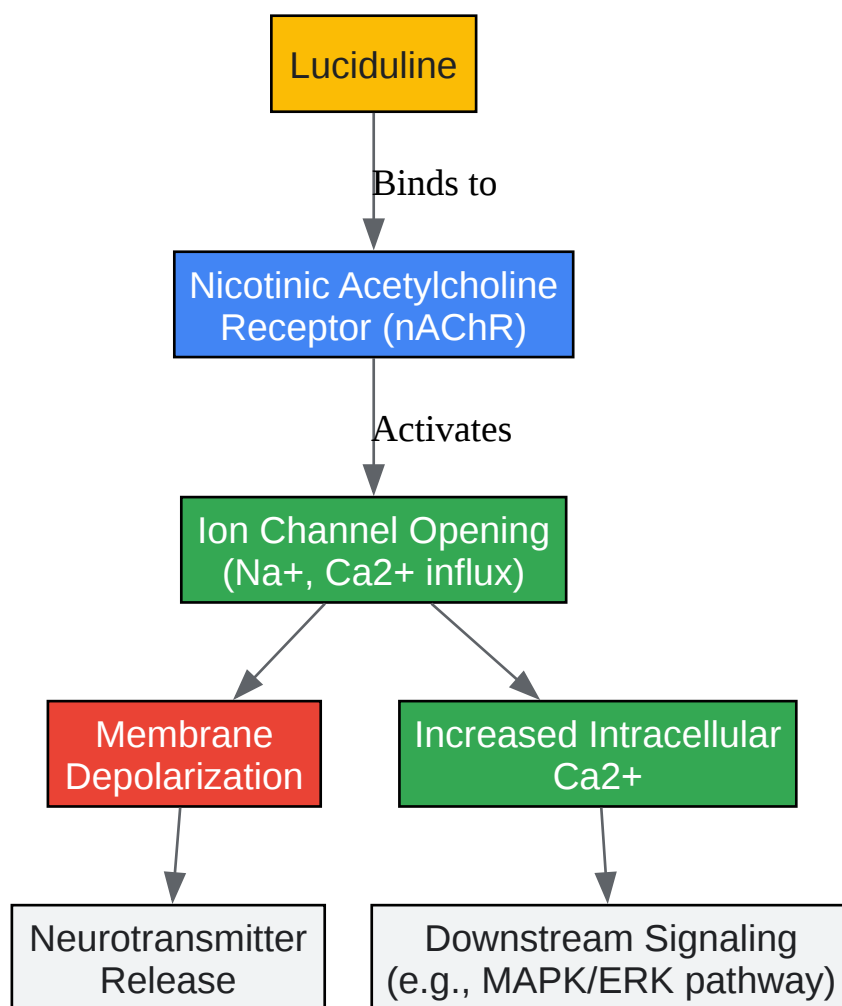 Luciduline
Binds to
Nicotinic Acetylcholine
Receptor (nAChR)
Activates
Ion Channel Opening
(Na+, Ca2+ influx)
Membrane
Depolarization
Increased Intracellular
Ca2+
Neurotransmitter
Release
Downstream Signaling
(e.g., MAPK/ERK pathway)